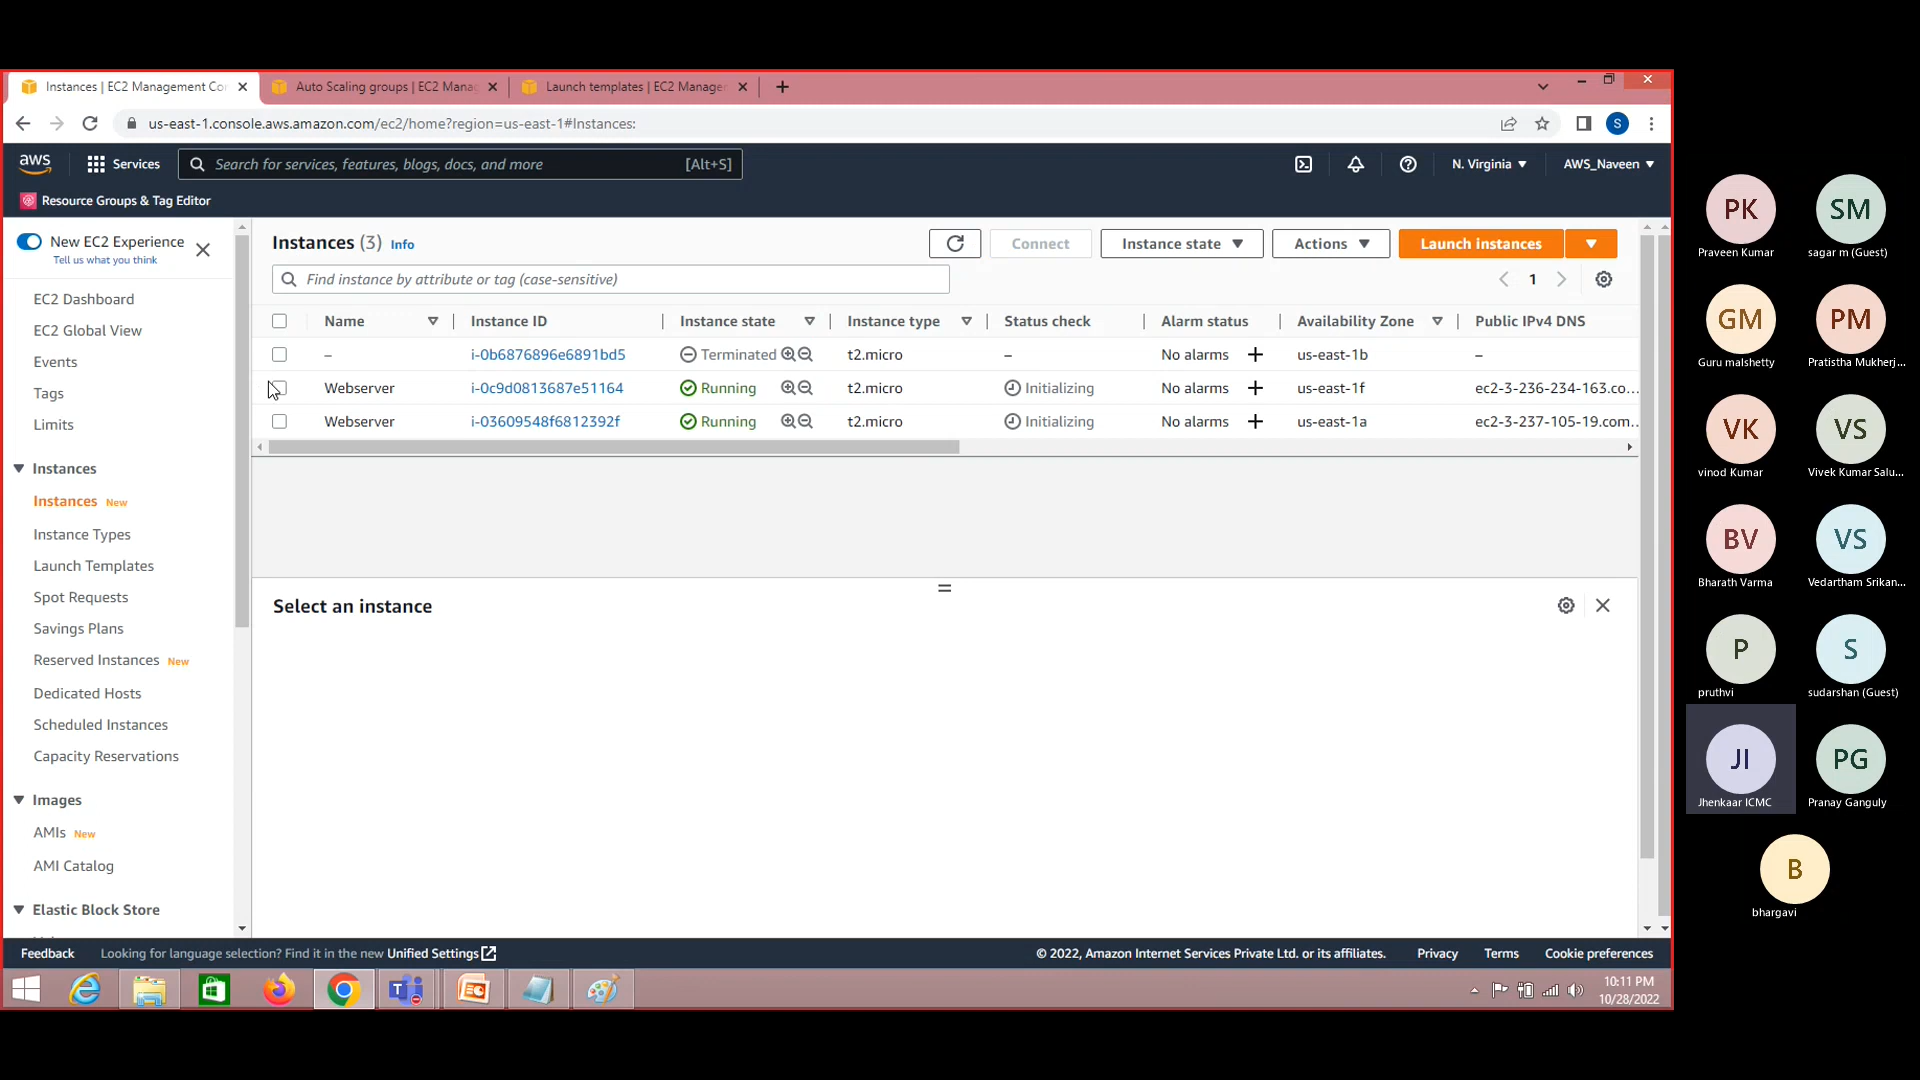 Instances | EC2 Management Co
Auto Scaling groups | EC2 Manag
Launch templates | EC2 Manage
us-east-1.console.aws.amazon.com/ec2/home?region=us-east-1#Instances:
S
aws
Services
Search for services, features, blogs, docs, and more
[Alt+S]
N. Virginia
AWS_Naveen
Resource Groups & Tag Editor
New EC2 Experience
Tell us what you think
EC2 Dashboard
EC2 Global View
Events
Tags
Limits
Instances
Instances New
Instance Types
Launch Templates
Spot Requests
Savings Plans
Reserved Instances New
Dedicated Hosts
Scheduled Instances
Capacity Reservations
Images
AMIs New
AMI Catalog
Elastic Block Store
Instances (3) Info
Connect
Instance state
Actions
Launch instances
Find instance by attribute or tag (case-sensitive)
1
Name Instance ID Instance state Instance type Status check Alarm status Availability Zone Public IPv4 DNS
– i-0b6876896e6891bd5 Terminated t2.micro – No alarms + us-east-1b –
Webserver i-0c9d0813687e51164 Running t2.micro Initializing No alarms + us-east-1f ec2-3-236-234-163.co...
Webserver i-03609548f6812392f Running t2.micro Initializing No alarms + us-east-1a ec2-3-237-105-19.com...
Select an instance
Feedback
Looking for language selection? Find it in the new Unified Settings
© 2022, Amazon Internet Services Private Ltd. or its affiliates.
Privacy
Terms
Cookie preferences
10:11 PM
10/28/2022
PK
Praveen Kumar
SM
sagar m (Guest)
GM
Guru malshetty
PM
Pratistha Mukherj...
VK
vinod Kumar
VS
Vivek Kumar Salu...
BV
Bharath Varma
VS
Vedartham Srikan...
P
pruthvi
S
sudarshan (Guest)
JI
Jhenkaar ICMC
PG
Pranay Ganguly
B
bhargavi